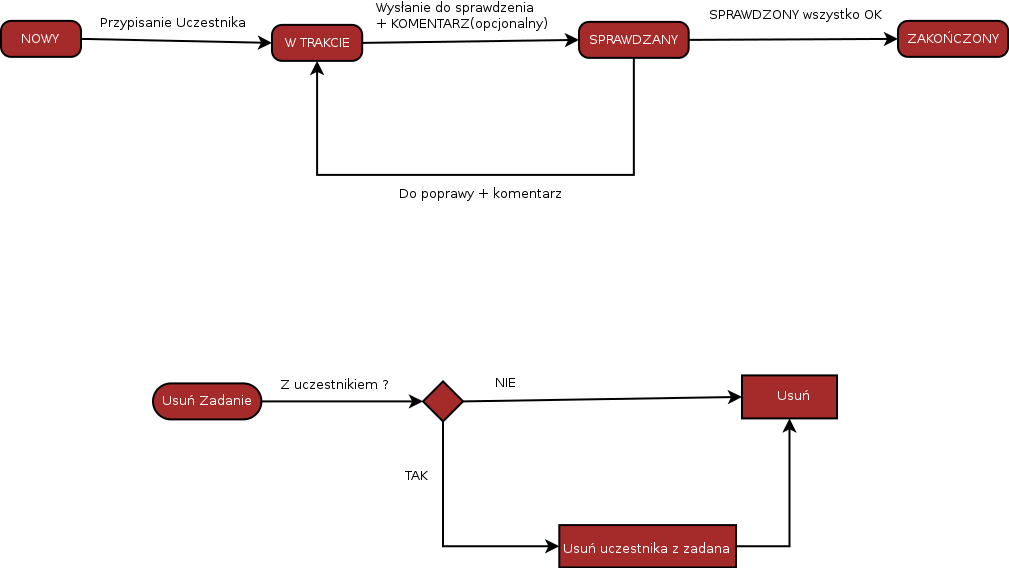 NOWY
Przypisanie Uczestnika
W TRAKCIE
Wysłanie do sprawdzenia
+ KOMENTARZ(opcjonalny)
SPRAWDZANY
SPRAWDZONY wszystko OK
ZAKOŃCZONY
Do poprawy + komentarz
Usuń Zadanie
Z uczestnikiem ?
NIE
Usuń
TAK
Usuń uczestnika z zadana